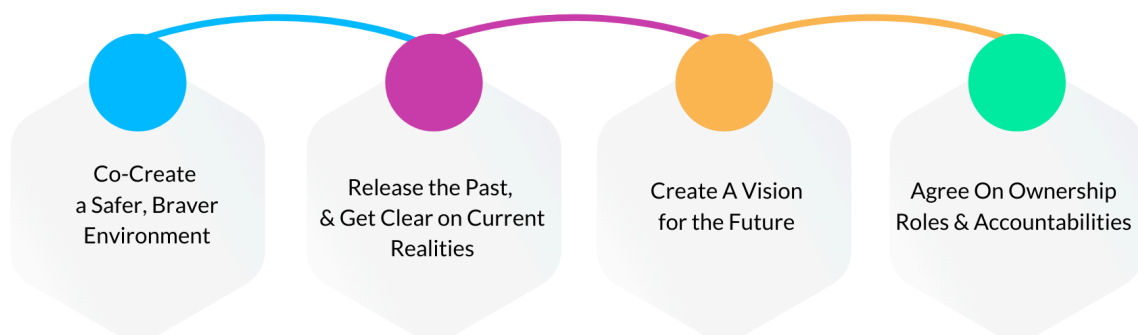 Co-Create
a Safer, Braver
Environment
Release the Past,
& Get Clear on Current
Realities
Create A Vision
for the Future
Agree On Ownership
Roles & Accountabilities